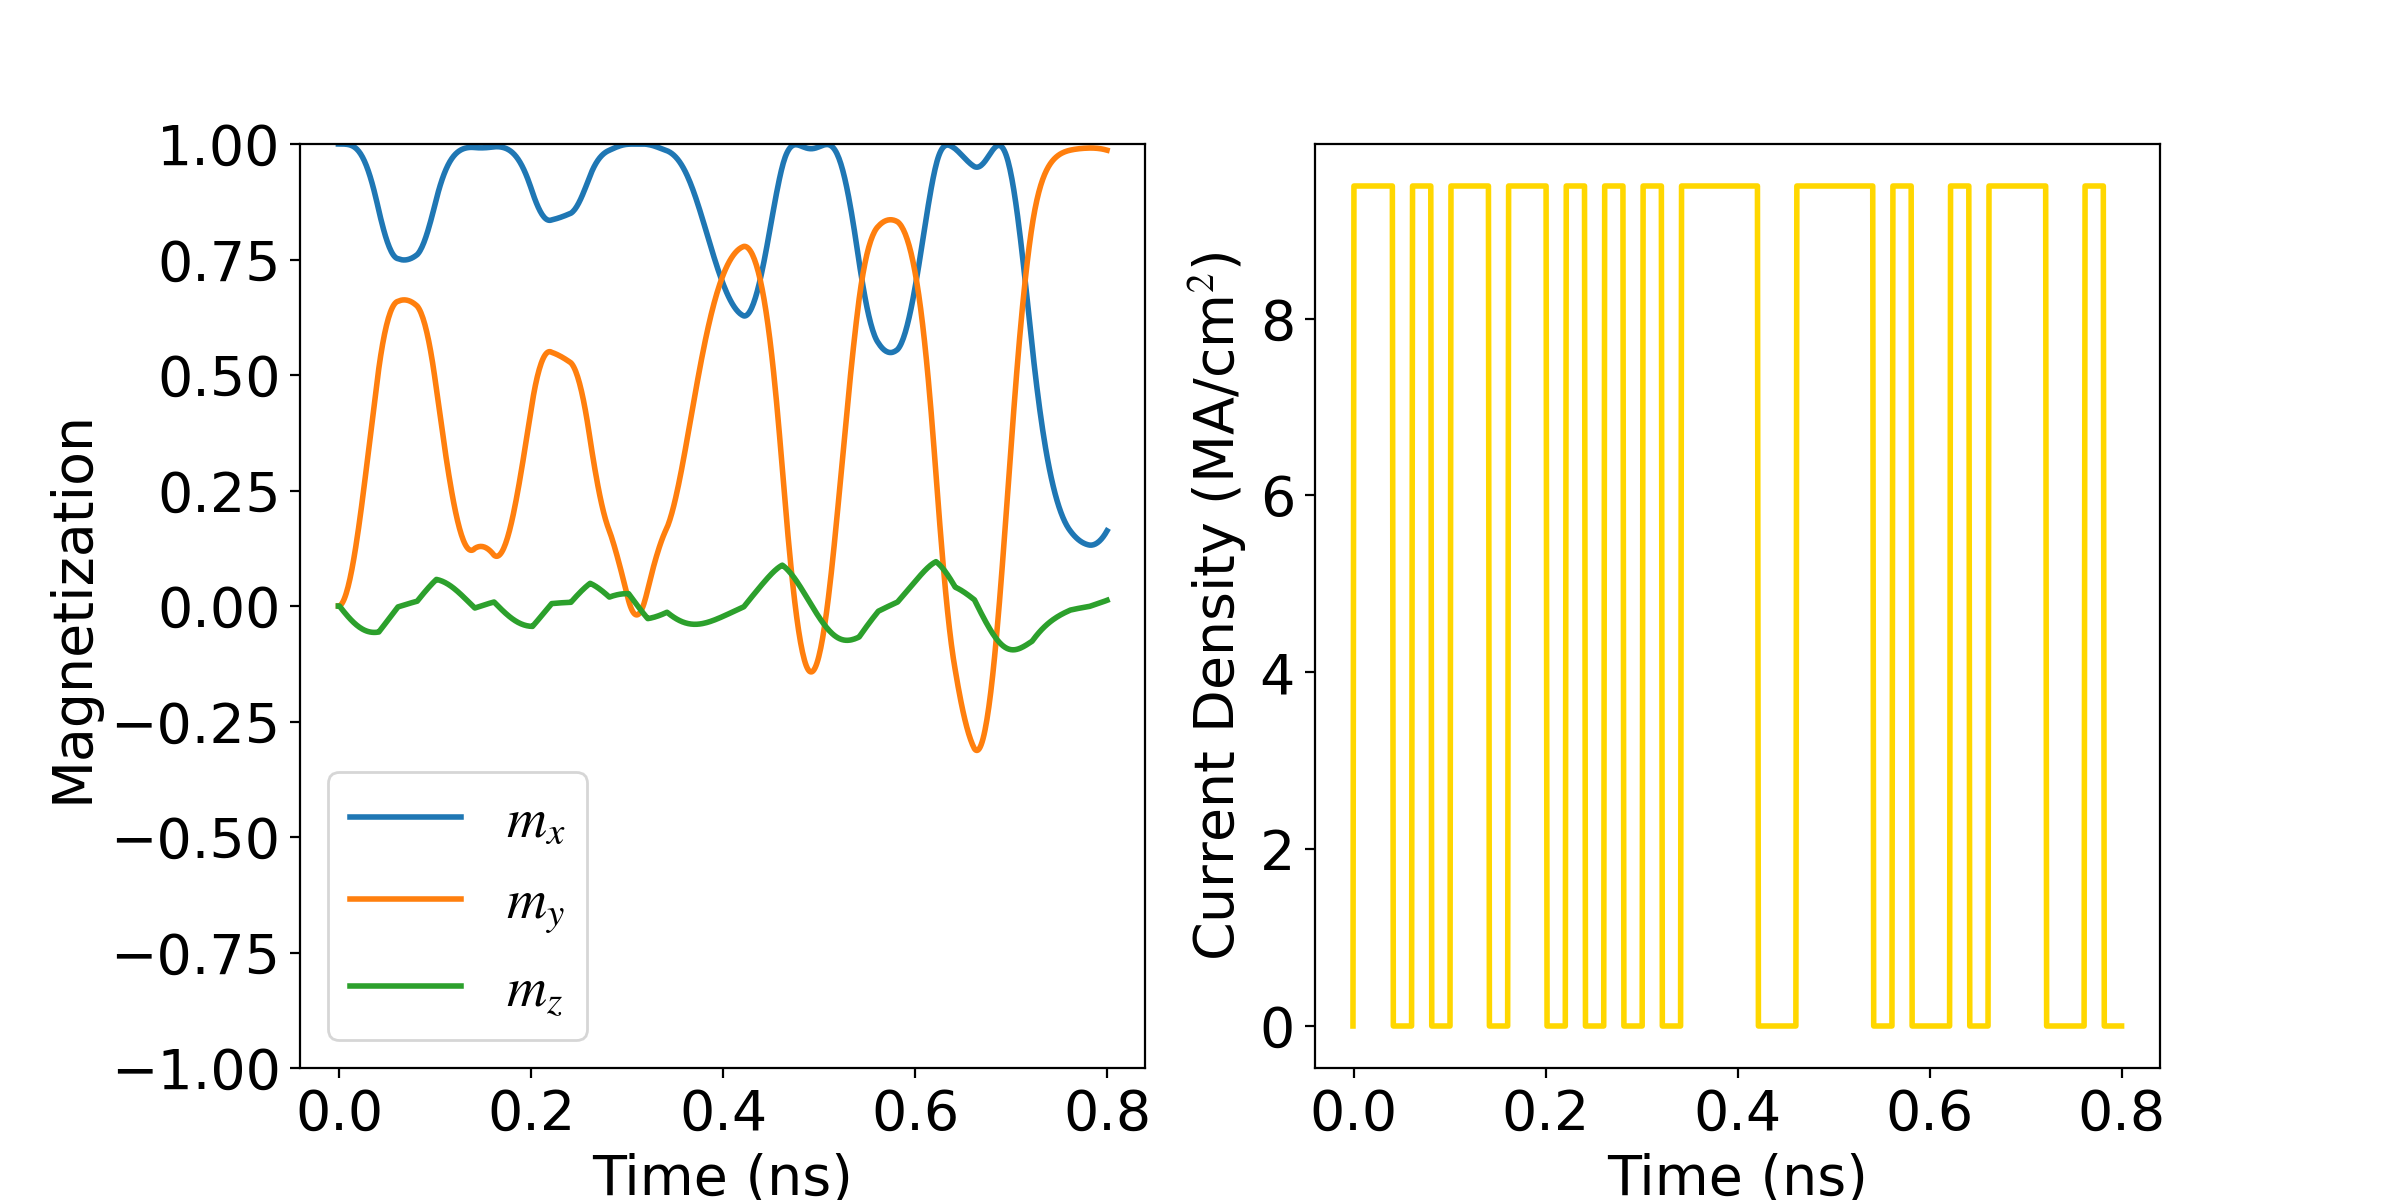 Magnetization
1.00
0.75
0.50
0.25
0.00
−0.25
−0.50
−0.75
−1.00
m_x
m_y
m_z
0.0 0.2 0.4 0.6 0.8
Time (ns)
Current Density (MA/cm²)
8
6
4
2
0
0.0 0.2 0.4 0.6 0.8
Time (ns)